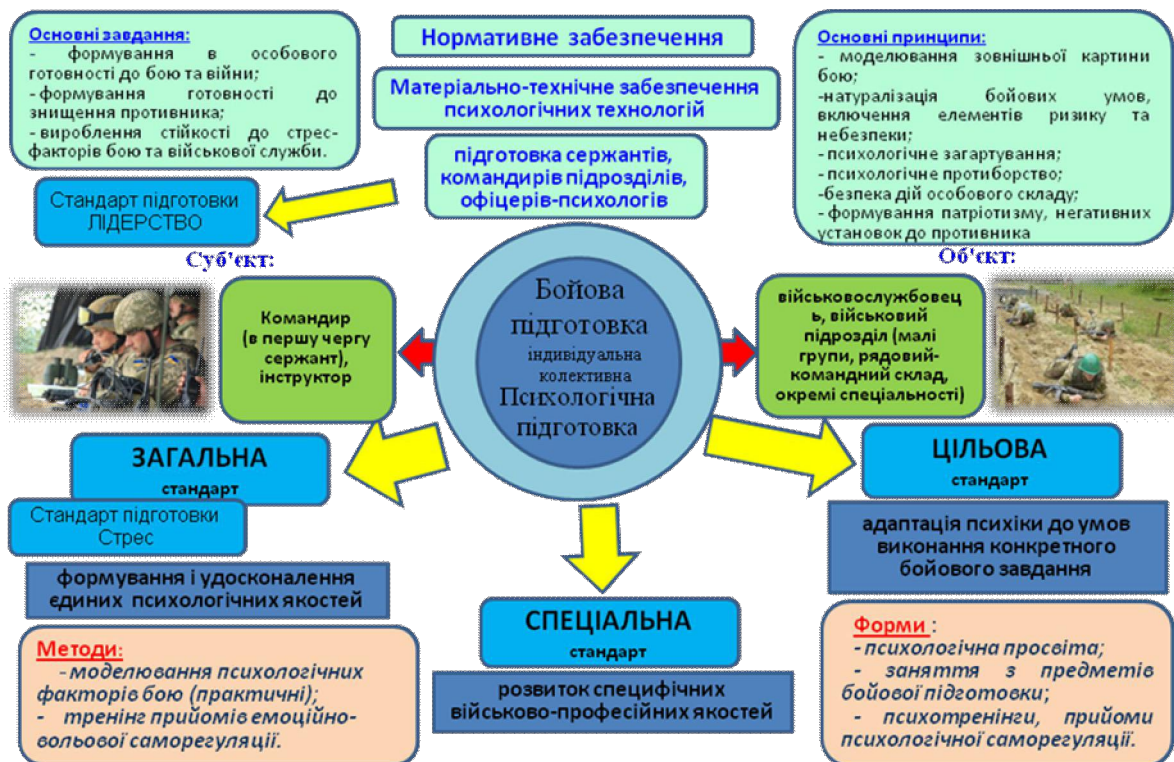 Основні завдання:
- формування в особового
готовності до бою та війни;
-формування готовності до
знищення противника;
- вироблення стійкості до стрес-
факторів бою та військової служби.
Нормативне забезпечення
Матеріально-технічне забезпечення
психологічних технологій
підготовка сержантів,
командирів підрозділів,
офіцерів-психологів
Основні принципи:
- моделювання зовнішньої картини
бою;
-натуралізація бойових умов,
включення елементів ризику та
небезпеки;
- психологічне загартування;
- психологічне протиборство;
-безпека дій особового складу;
- формування патріотизму, негативних
установок до противника
Стандарт підготовки
ЛІДЕРСТВО
Суб'єкт:
Об'єкт:
Командир
(в першу чергу
сержант),
інструктор
Бойова
підготовка
індивідуальна
колективна
Психологічна
підготовка
військовослужбовец
ь, військовий
підрозділ (малі
групи, рядовий-
командний склад,
окремі спеціальності)
ЗАГАЛЬНА
стандарт
Стандарт підготовки
Стрес
формування і удосконалення
єдиних психологічних якостей
Методи:
- моделювання психологічних
факторів бою (практичні);
- тренінг прийомів емоційно-
вольової саморегуляції.
СПЕЦІАЛЬНА
стандарт
розвиток специфічних
військово-професійних якостей
ЦІЛЬОВА
стандарт
адаптація психіки до умов
виконання конкретного
бойового завдання
Форми :
- психологічна просвіта;
- заняття з предметів
бойової підготовки;
- психотренінги, прийоми
психологічної саморегуляції.